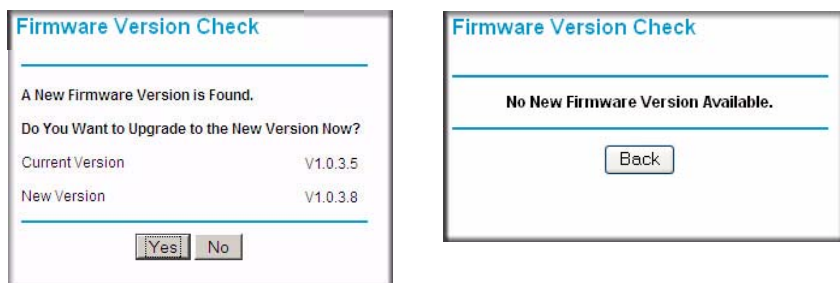 Firmware Version Check
A New Firmware Version is Found.
Do You Want to Upgrade to the New Version Now?
Current Version V1.0.3.5
New Version V1.0.3.8
Yes No
Firmware Version Check
No New Firmware Version Available.
Back